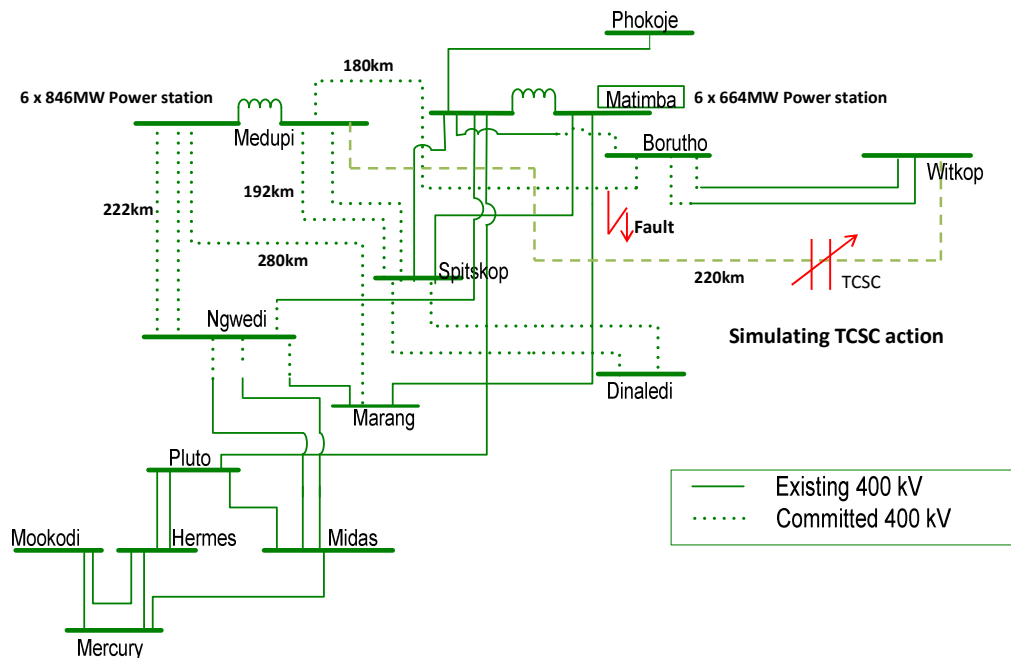 Phokoje
180km
6 x 846MW Power station
Matimba
6 x 664MW Power station
Medupi
Borutho
Witkop
192km
222km
Fault
280km
Spitskop
220km
TCSC
Ngwedi
Simulating TCSC action
Dinaledi
Marang
Pluto
Existing 400 kV
Committed 400 kV
Mookodi
Hermes
Midas
Mercury